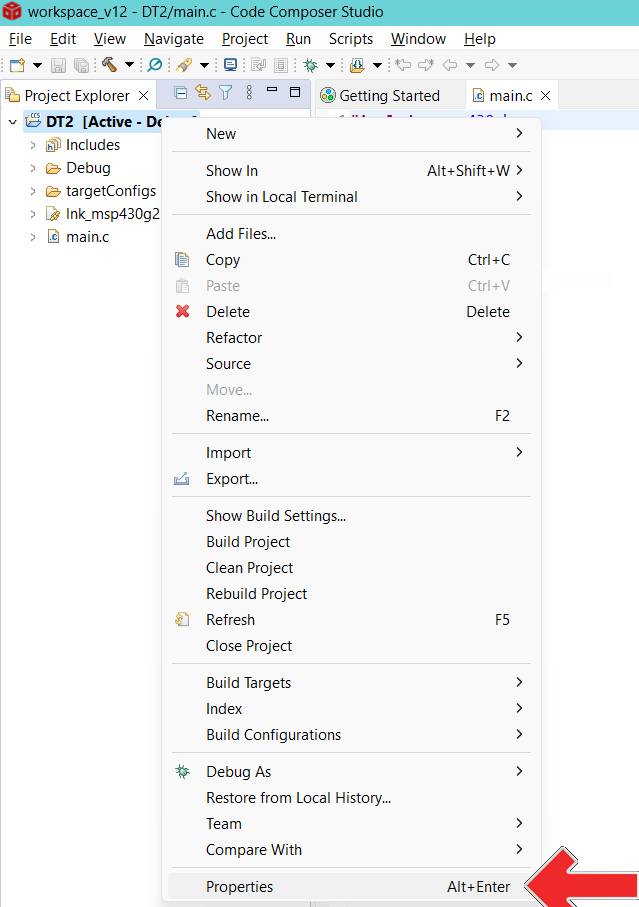 workspace_v12 - DT2/main.c - Code Composer Studio
File Edit View Navigate Project Run Scripts Window Help
Project Explorer
Getting Started
main.c
DT2 [Active -
Includes
Debug
targetConfigs
lnk_msp430g2
main.c
New
Show In Alt+Shift+W
Show in Local Terminal
Add Files...
Copy Ctrl+C
Paste Ctrl+V
Delete Delete
Refactor
Source
Move...
Rename... F2
Import
Export...
Show Build Settings...
Build Project
Clean Project
Rebuild Project
Refresh F5
Close Project
Build Targets
Index
Build Configurations
Debug As
Restore from Local History...
Team
Compare With
Properties Alt+Enter